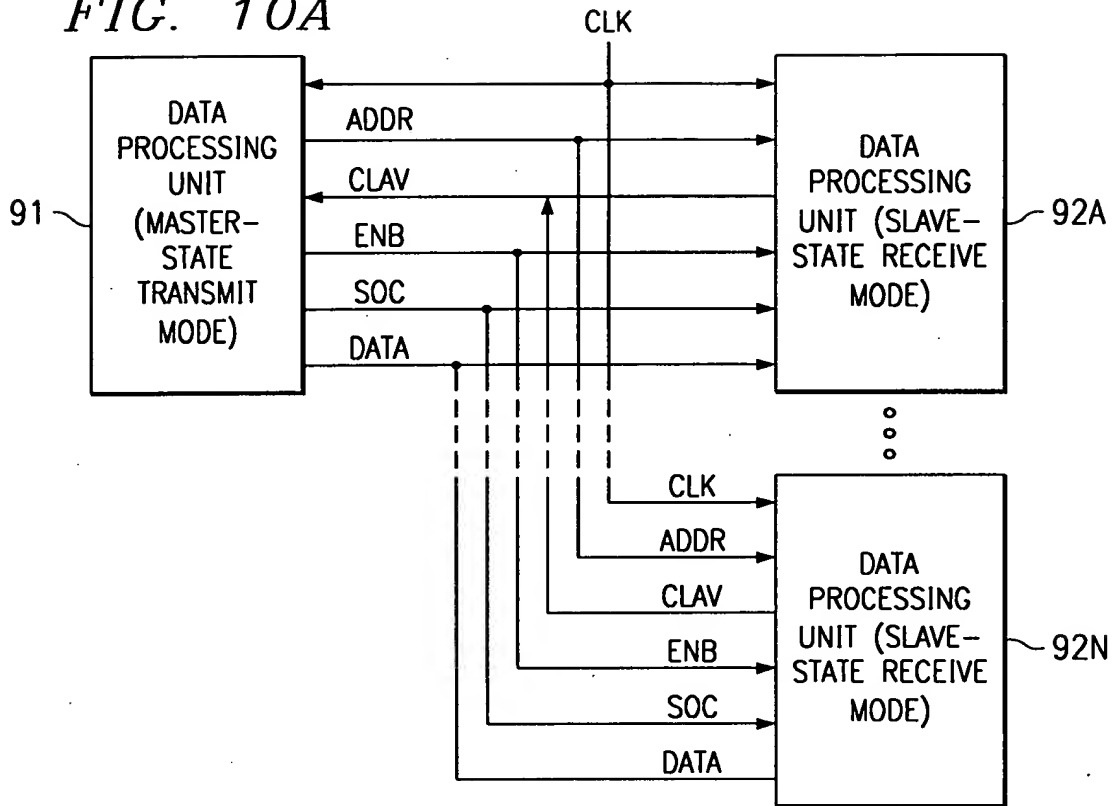 FIG. 10A
CLK
DATA
PROCESSING
UNIT
(MASTER-
STATE
TRANSMIT
MODE)
91
ADDR
CLAV
ENB
SOC
DATA
DATA
PROCESSING
UNIT (SLAVE-
STATE RECEIVE
MODE)
92A
CLK
ADDR
CLAV
ENB
SOC
DATA
DATA
PROCESSING
UNIT (SLAVE-
STATE RECEIVE
MODE)
92N